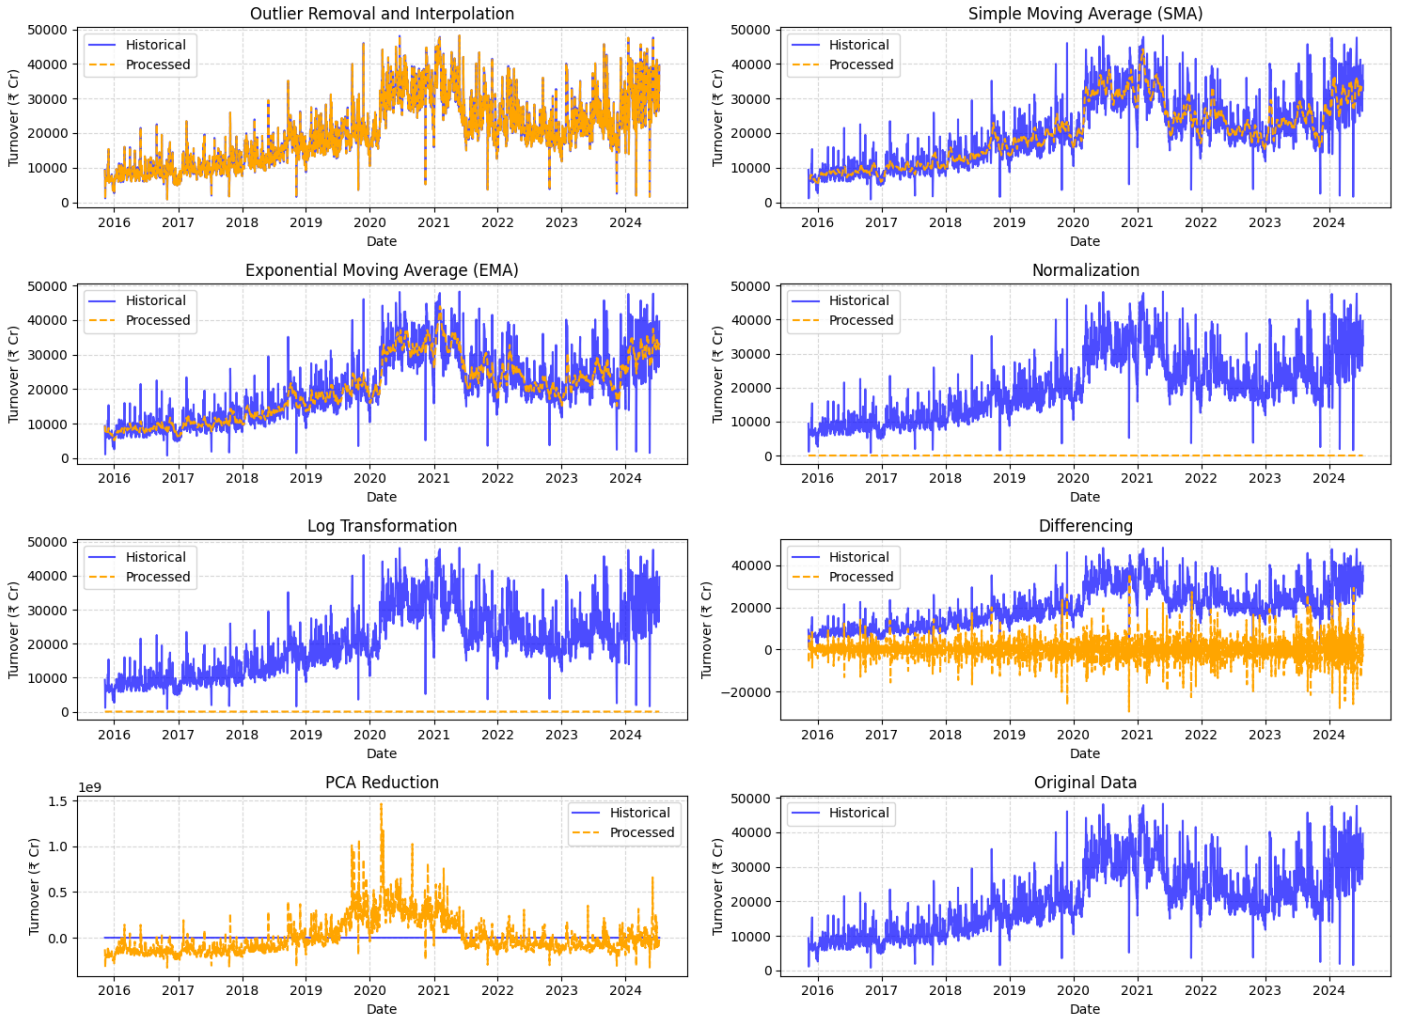 Outlier Removal and Interpolation
50000
40000
30000
20000
10000
0
Turnover (₹ Cr)
Historical
Processed
2016 2017 2018 2019 2020 2021 2022 2023 2024
Date
Simple Moving Average (SMA)
50000
40000
30000
20000
10000
0
Turnover (₹ Cr)
Historical
Processed
2016 2017 2018 2019 2020 2021 2022 2023 2024
Date
Exponential Moving Average (EMA)
50000
40000
30000
20000
10000
0
Turnover (₹ Cr)
Historical
Processed
2016 2017 2018 2019 2020 2021 2022 2023 2024
Date
Normalization
50000
40000
30000
20000
10000
0
Turnover (₹ Cr)
Historical
Processed
2016 2017 2018 2019 2020 2021 2022 2023 2024
Date
Log Transformation
50000
40000
30000
20000
10000
0
Turnover (₹ Cr)
Historical
Processed
2016 2017 2018 2019 2020 2021 2022 2023 2024
Date
Differencing
40000
20000
0
−20000
Turnover (₹ Cr)
Historical
Processed
2016 2017 2018 2019 2020 2021 2022 2023 2024
Date
PCA Reduction
1e9
1.5
1.0
0.5
0.0
Turnover (₹ Cr)
Historical
Processed
2016 2017 2018 2019 2020 2021 2022 2023 2024
Date
Original Data
50000
40000
30000
20000
10000
0
Turnover (₹ Cr)
Historical
2016 2017 2018 2019 2020 2021 2022 2023 2024
Date